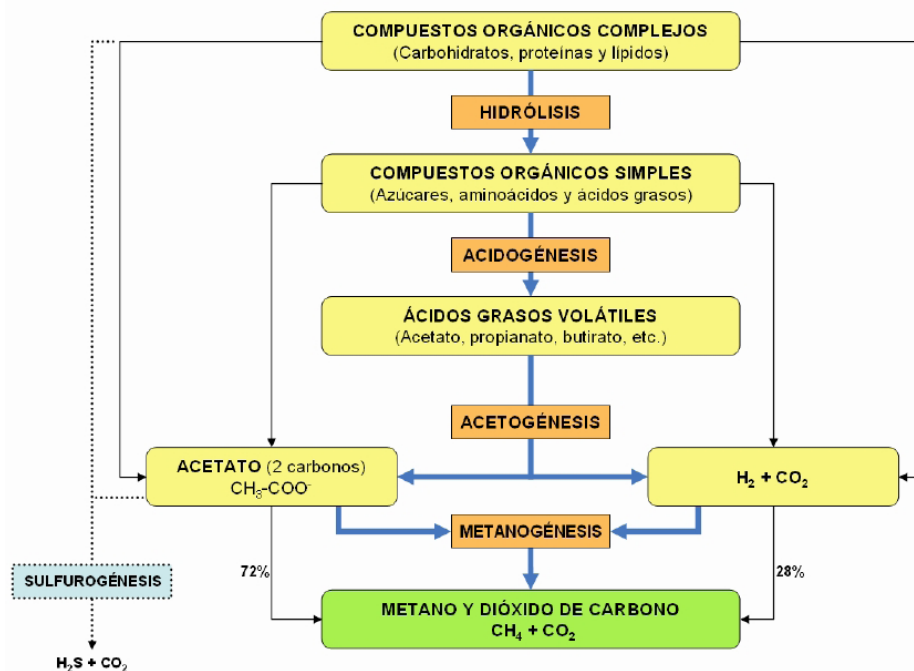 COMPUESTOS ORGÁNICOS COMPLEJOS
(Carbohidratos, proteínas y lípidos)
HIDRÓLISIS
COMPUESTOS ORGÁNICOS SIMPLES
(Azúcares, aminoácidos y ácidos grasos)
ACIDOGÉNESIS
ÁCIDOS GRASOS VOLÁTILES
(Acetato, propianato, butirato, etc.)
ACETOGÉNESIS
ACETATO (2 carbonos)
CH₃-COO⁻
H₂ + CO₂
METANOGÉNESIS
72%
28%
SULFUROGÉNESIS
METANO Y DIÓXIDO DE CARBONO
CH₄ + CO₂
H₂S + CO₂